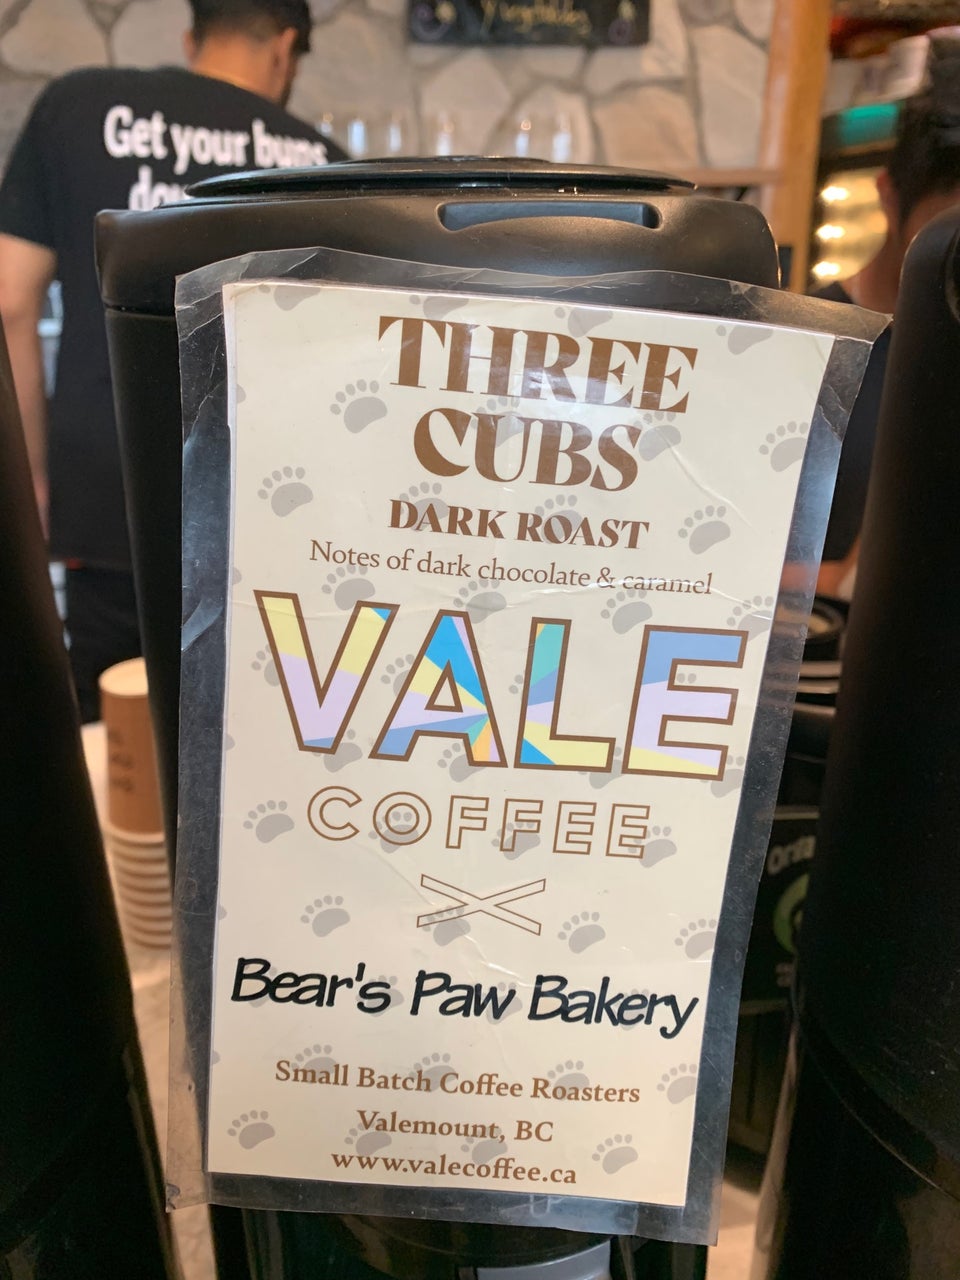 Vegetables
Get your buns
THREE
CUBS
DARK ROAST
Notes of dark chocolate & caramel
VALE
COFFEE
X
Bear's Paw Bakery
Small Batch Coffee Roasters
Valemount, BC
www.valecoffee.ca